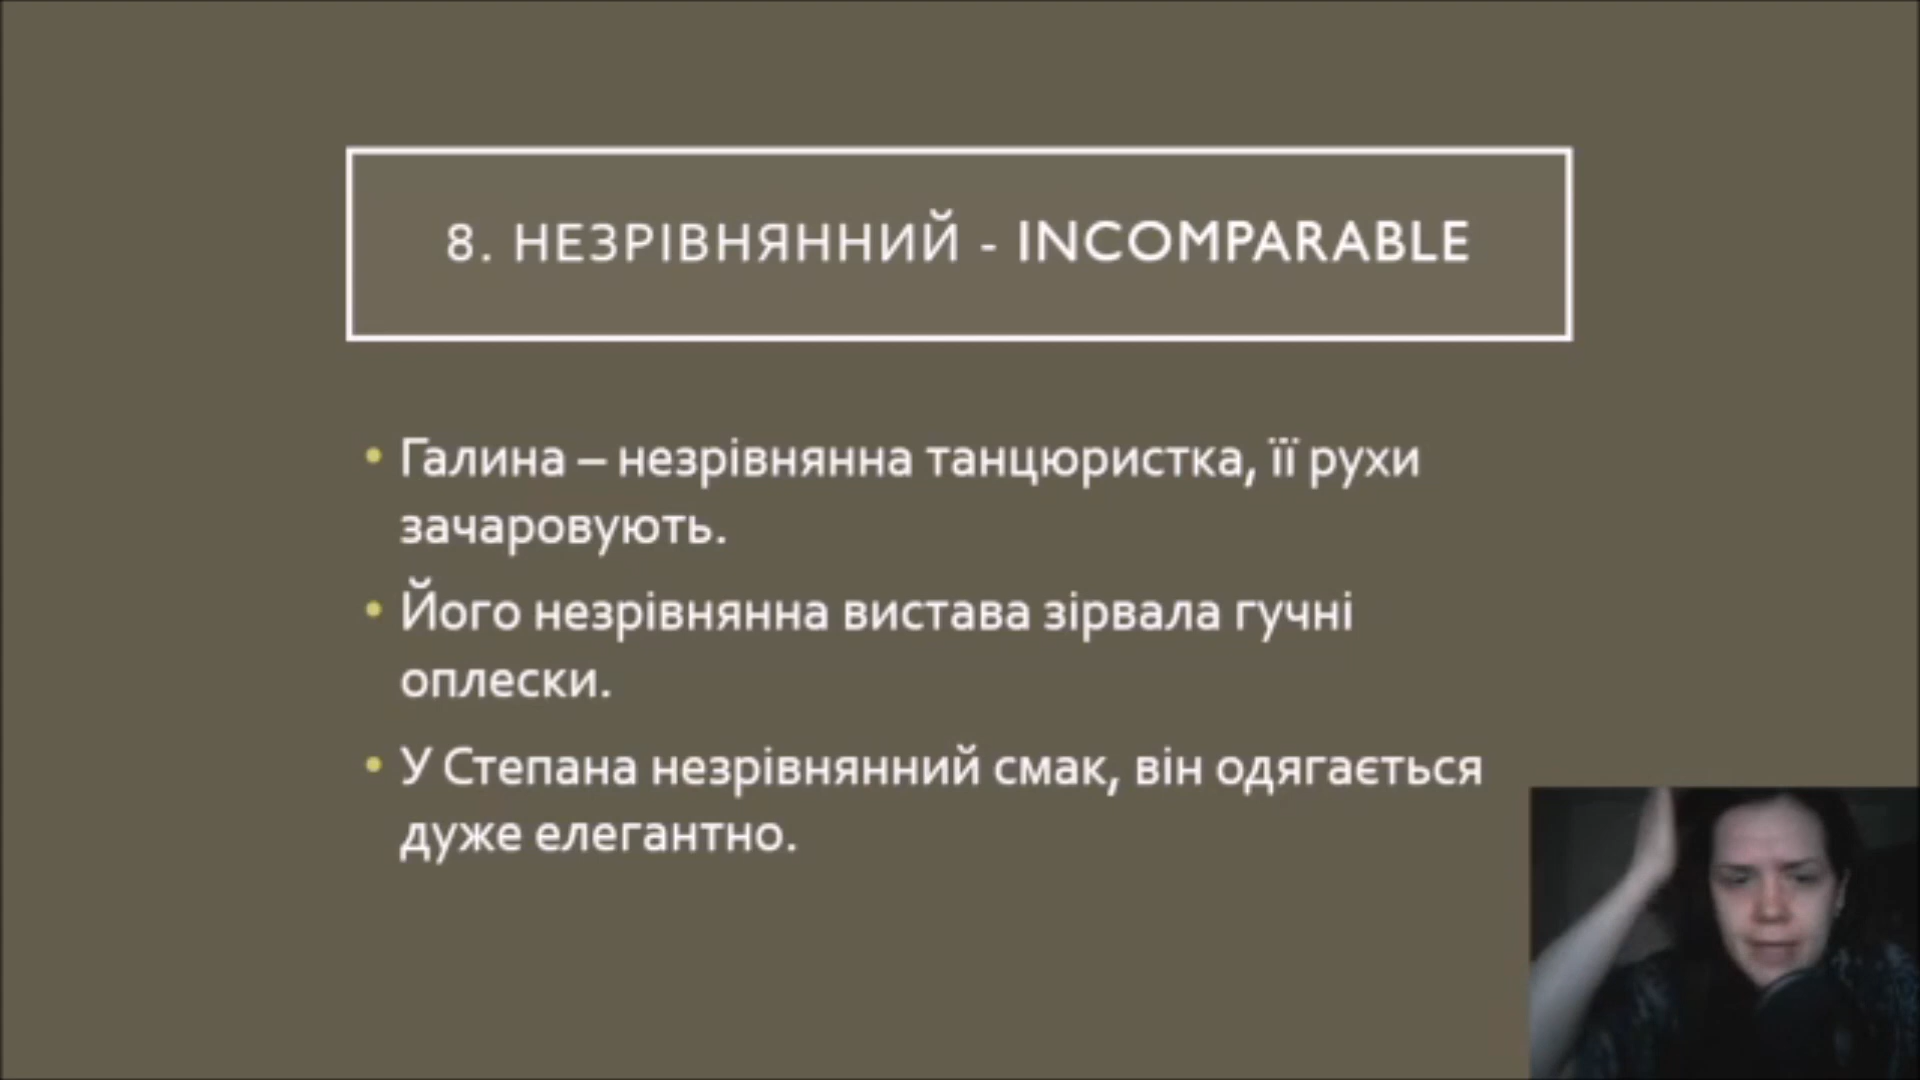 8. НЕЗРІВНЯННИЙ - INCOMPARABLE
• Галина – незрівнянна танцюристка, її рухи
зачаровують.
• Його незрівнянна вистава зірвала гучні
оплески.
• У Степана незрівнянний смак, він одягається
дуже елегантно.